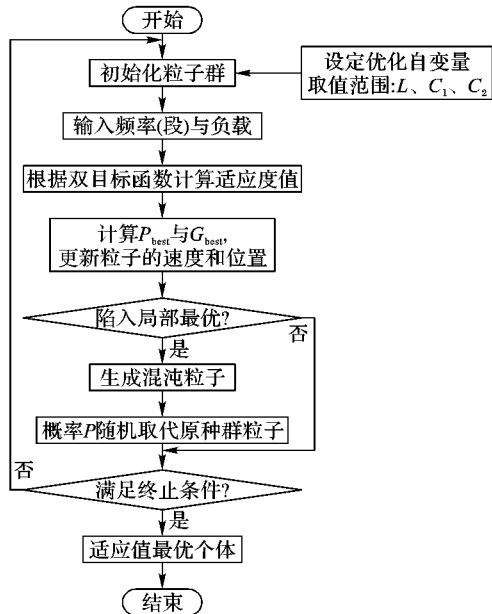 开始
初始化粒子群
设定优化自变量
取值范围:L、C₁、C₂
输入频率(段)与负载
根据双目标函数计算适应度值
计算P_best与G_best,
更新粒子的速度和位置
陷入局部最优?
否
是
生成混沌粒子
概率P随机取代原种群粒子
否
满足终止条件?
是
适应值最优个体
结束